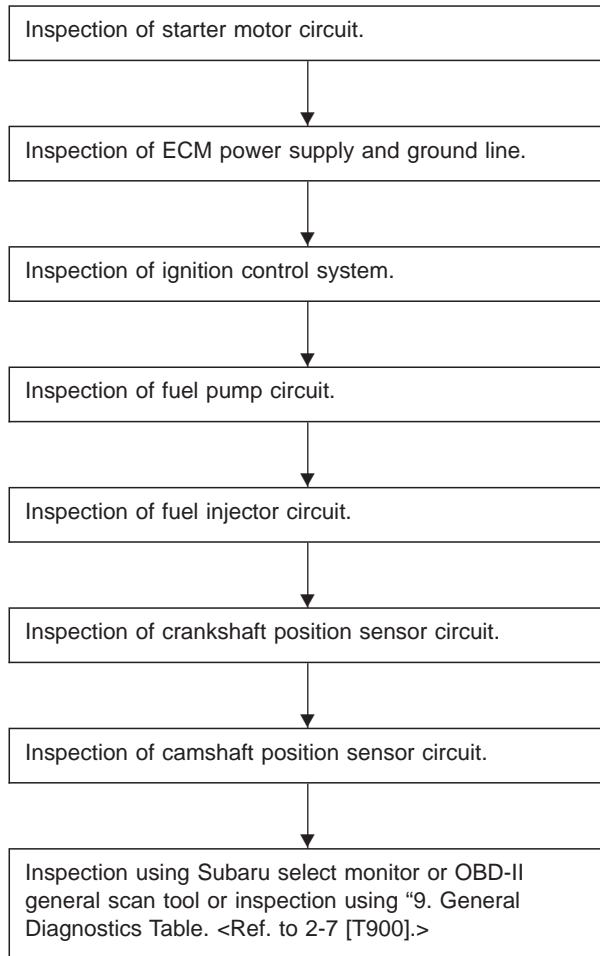 Inspection of starter motor circuit.
Inspection of ECM power supply and ground line.
Inspection of ignition control system.
Inspection of fuel pump circuit.
Inspection of fuel injector circuit.
Inspection of crankshaft position sensor circuit.
Inspection of camshaft position sensor circuit.
Inspection using Subaru select monitor or OBD-II
general scan tool or inspection using “9. General
Diagnostics Table. <Ref. to 2-7 [T900].>